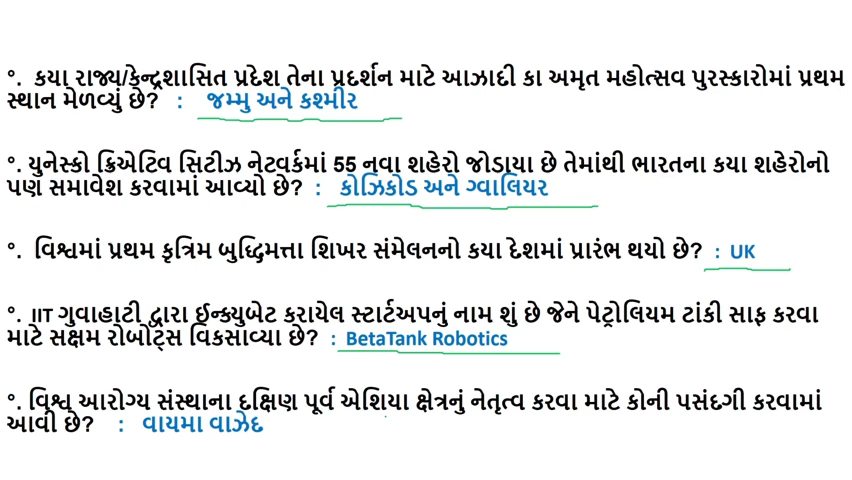 °. કયા રાજ્ય/કેન્દ્રશાસિત પ્રદેશ તેના પ્રદર્શન માટે આઝાદી કા અમૃત મહોત્સવ પુરસ્કારોમાં પ્રથમ
સ્થાન મેળવ્યું છે? : જમ્મુ અને કશ્મીર
°. યુનેસ્કો ક્રિએટિવ સિટીઝ નેટવર્કમાં 55 નવા શહેરો જોડાયા છે તેમાંથી ભારતના કયા શહેરોનો
પણ સમાવેશ કરવામાં આવ્યો છે? : કોઝિકોડ અને ગ્વાલિયર
°. વિશ્વમાં પ્રથમ કૃત્રિમ બુદ્ધિમત્તા શિખર સંમેલનનો કયા દેશમાં પ્રારંભ થયો છે? : UK
°. IIT ગુવાહાટી દ્વારા ઈન્ક્યુબેટ કરાયેલ સ્ટાર્ટઅપનું નામ શું છે જેને પેટ્રોલિયમ ટાંકી સાફ કરવા
માટે સક્ષમ રોબોટ્સ વિકસાવ્યા છે? : BetaTank Robotics
°. વિશ્વ આરોગ્ય સંસ્થાના દક્ષિણ પૂર્વ એશિયા ક્ષેત્રનું નેતૃત્વ કરવા માટે કોની પસંદગી કરવામાં
આવી છે? : વાયમા વાઝેદ